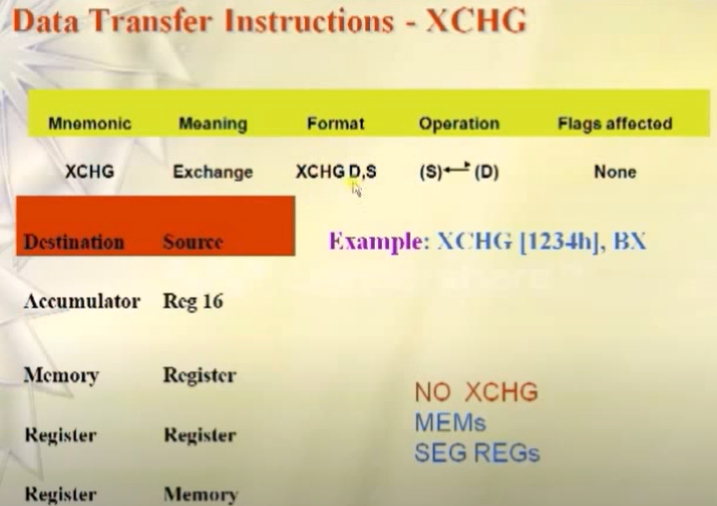 Data Transfer Instructions - XCHG
Mnemonic Meaning Format Operation Flags affected
XCHG Exchange XCHG D,S (S)↔(D) None
Destination Source
Example: XCHG [1234h], BX
Accumulator Reg 16
Memory Register
NO XCHG
MEMs
SEG REGs
Register Register
Register Memory